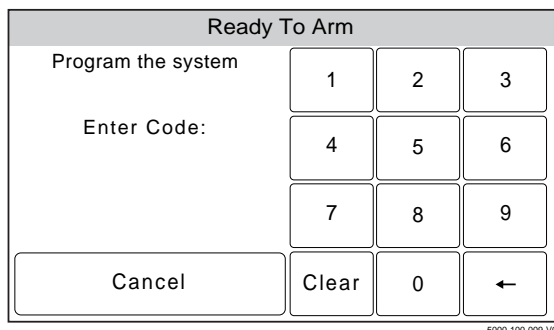 Ready To Arm
Program the system
Enter Code:
1 2 3
4 5 6
7 8 9
Cancel Clear 0 ←